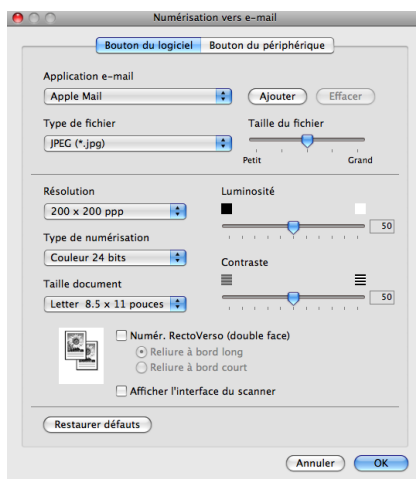 Numérisation vers e-mail
Bouton du logiciel Bouton du périphérique
Application e-mail
Apple Mail Ajouter Effacer
Type de fichier Taille du fichier
JPEG (*.jpg)
Petit Grand
Résolution Luminosité
200 x 200 ppp
50
Type de numérisation
Couleur 24 bits
Contraste
Taille document
Letter 8.5 x 11 pouces 50
Numér. RectoVerso (double face)
Reliure à bord long
Reliure à bord court
Afficher l'interface du scanner
Restaurer défauts
Annuler OK